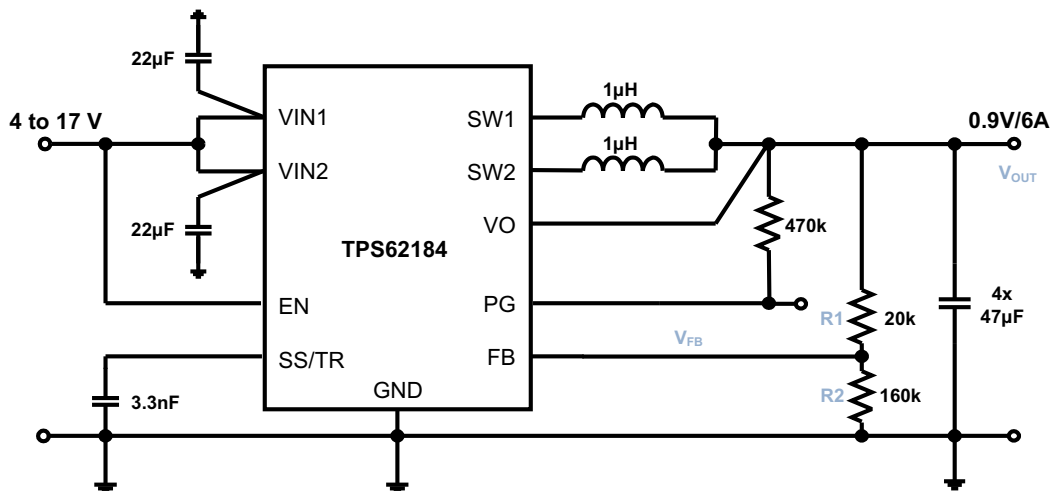 22µF
4 to 17 V
22µF
VIN1
VIN2
EN
SS/TR
3.3nF
TPS62184
GND
SW1
SW2
VO
PG
FB
1µH
1µH
470k
V_FB
R1
20k
R2
160k
0.9V/6A
V_OUT
4x
47µF